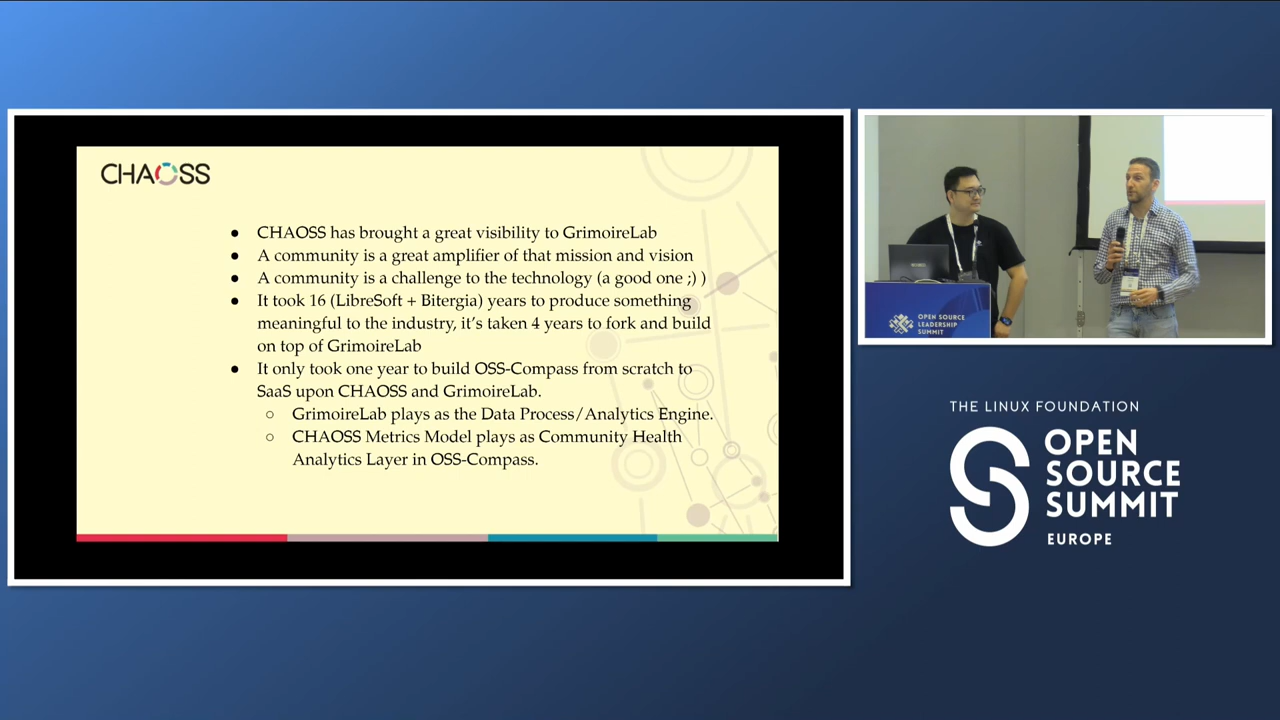 CHAOSS
● CHAOSS has brought a great visibility to GrimoireLab
● A community is a great amplifier of that mission and vision
● A community is a challenge to the technology (a good one ;) )
● It took 16 (LibreSoft + Bitergia) years to produce something
meaningful to the industry, it’s taken 4 years to fork and build
on top of GrimoireLab
● It only took one year to build OSS-Compass from scratch to
SaaS upon CHAOSS and GrimoireLab.
○ GrimoireLab plays as the Data Process/Analytics Engine.
○ CHAOSS Metrics Model plays as Community Health
Analytics Layer in OSS-Compass.
OPEN SOURCE
LEADERSHIP
SUMMIT
THE LINUX FOUNDATION
OPEN
SOURCE
SUMMIT
EUROPE